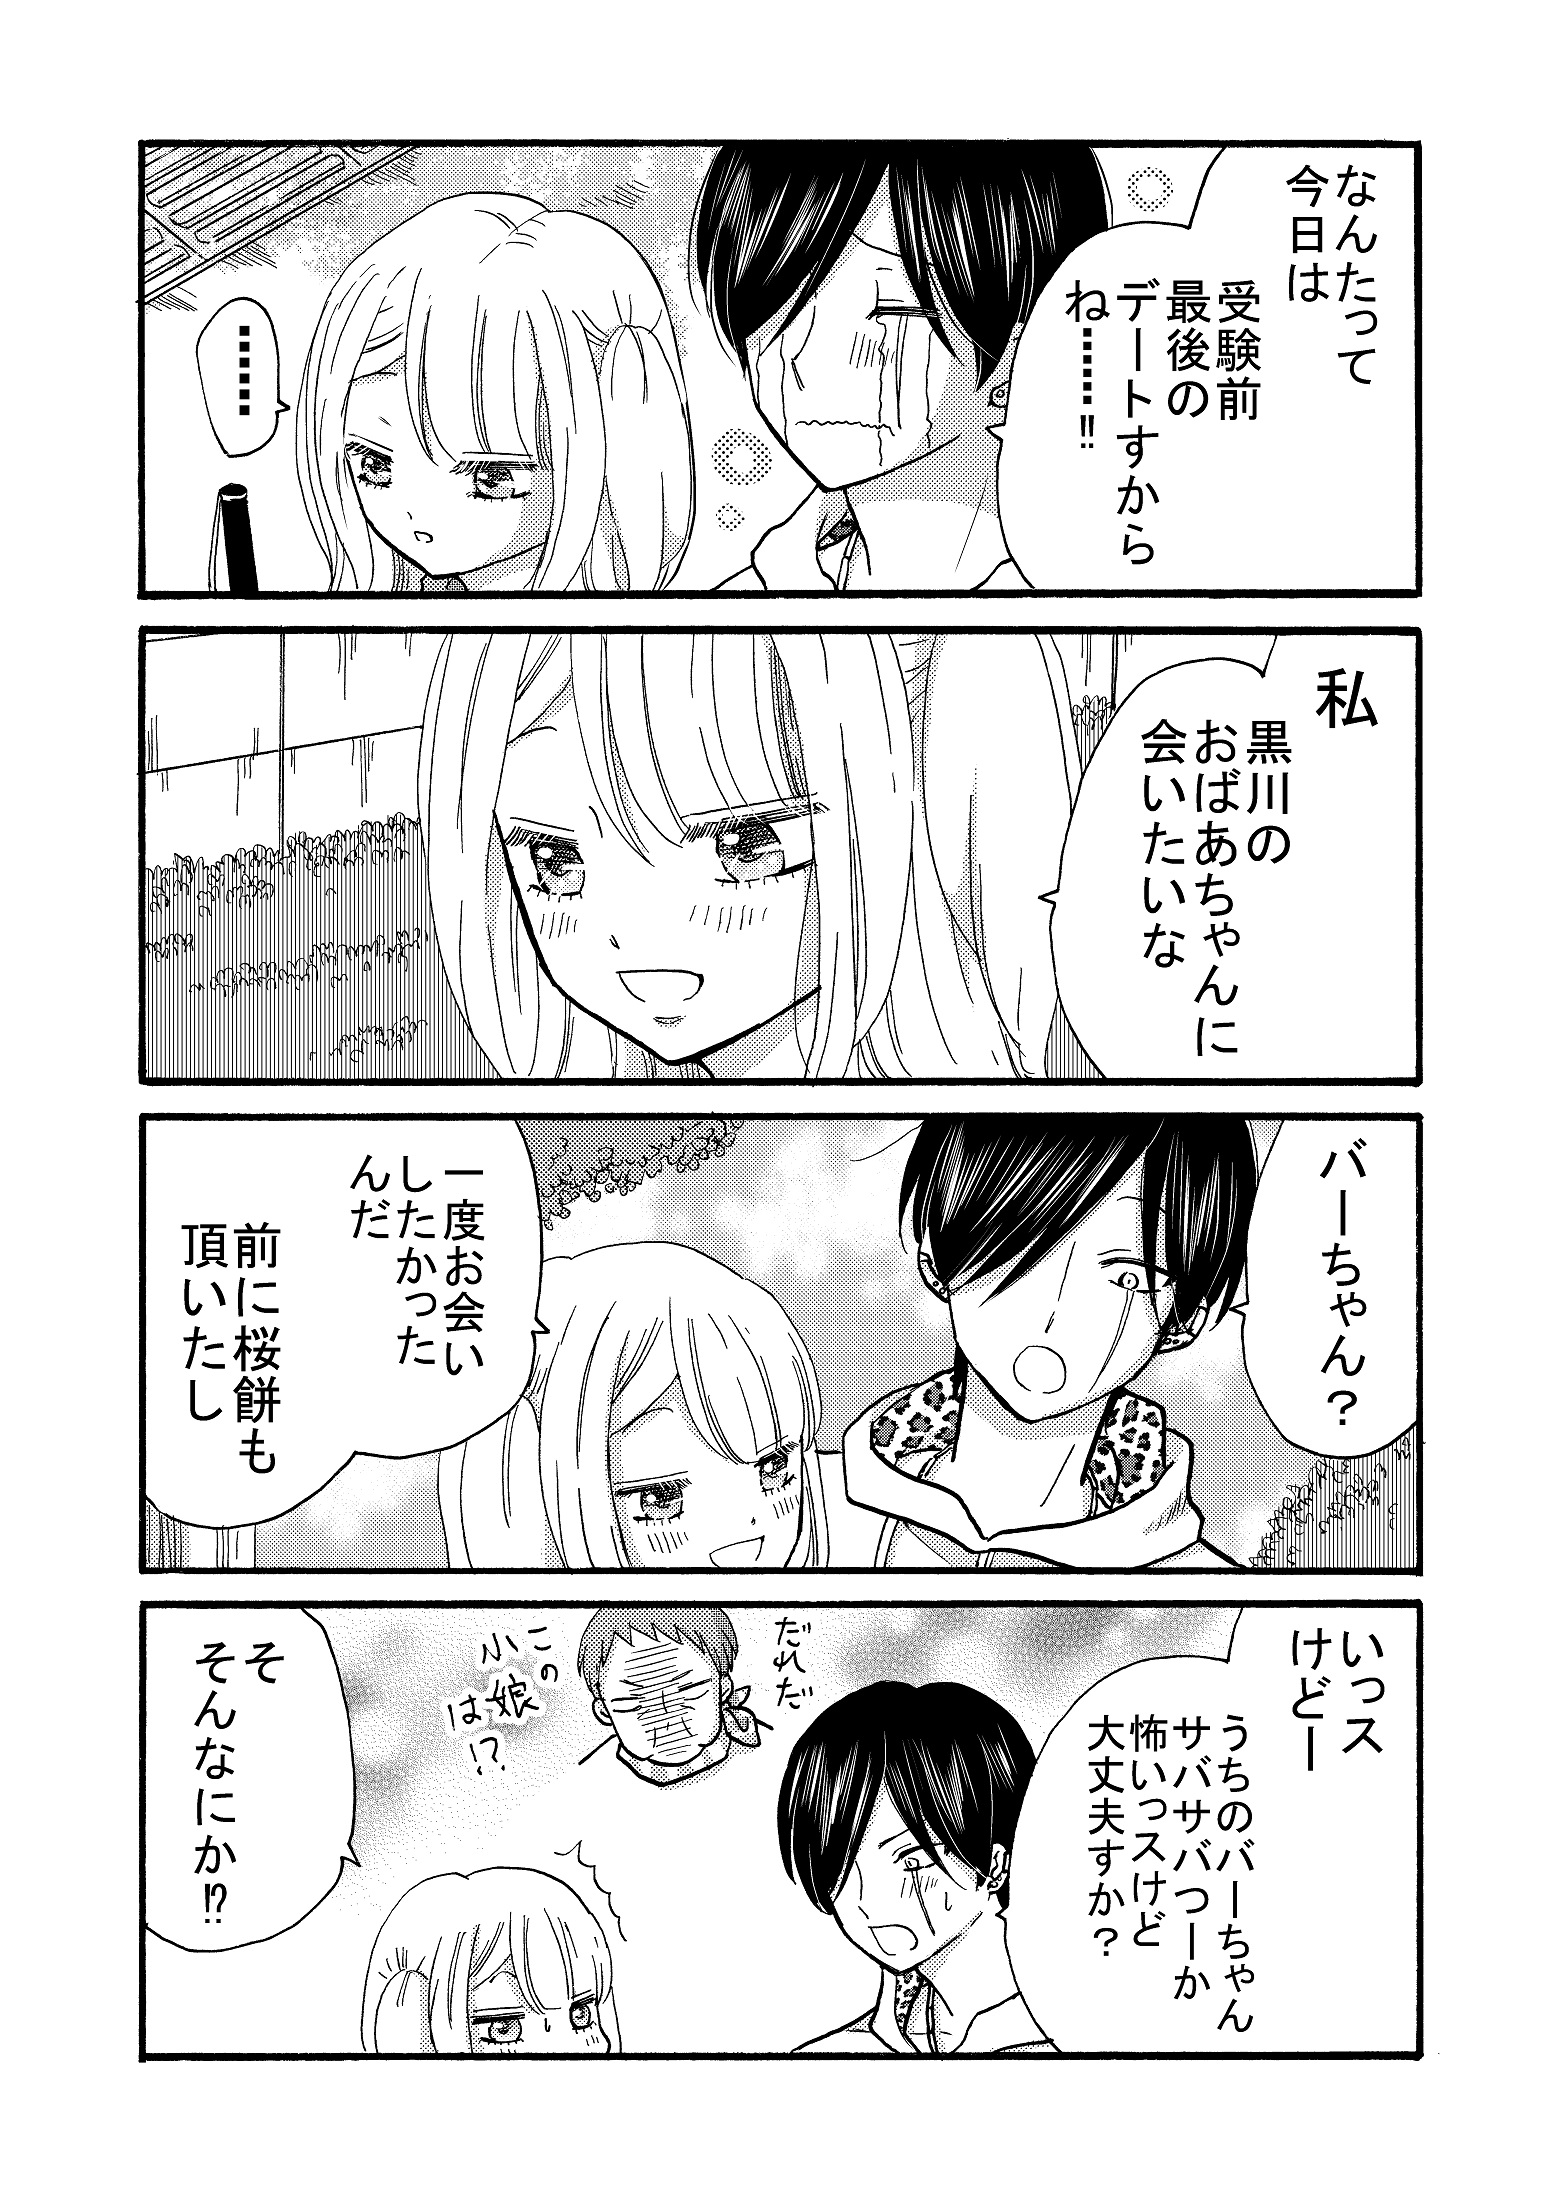 なんたって
今日は
受験前
最後の
デートすから
ね……!!
……
私
黒川の
おばあちゃんに
会いたいな
バーちゃん？
一度お会い
したかった
んだ
前に桜餅も
頂いたし
いっス
けどー
うちのバーちゃん
サバサバつーか
怖いっスけど
大丈夫すか？
だれだ
この
小娘
は!?
そ
そんなにか!?